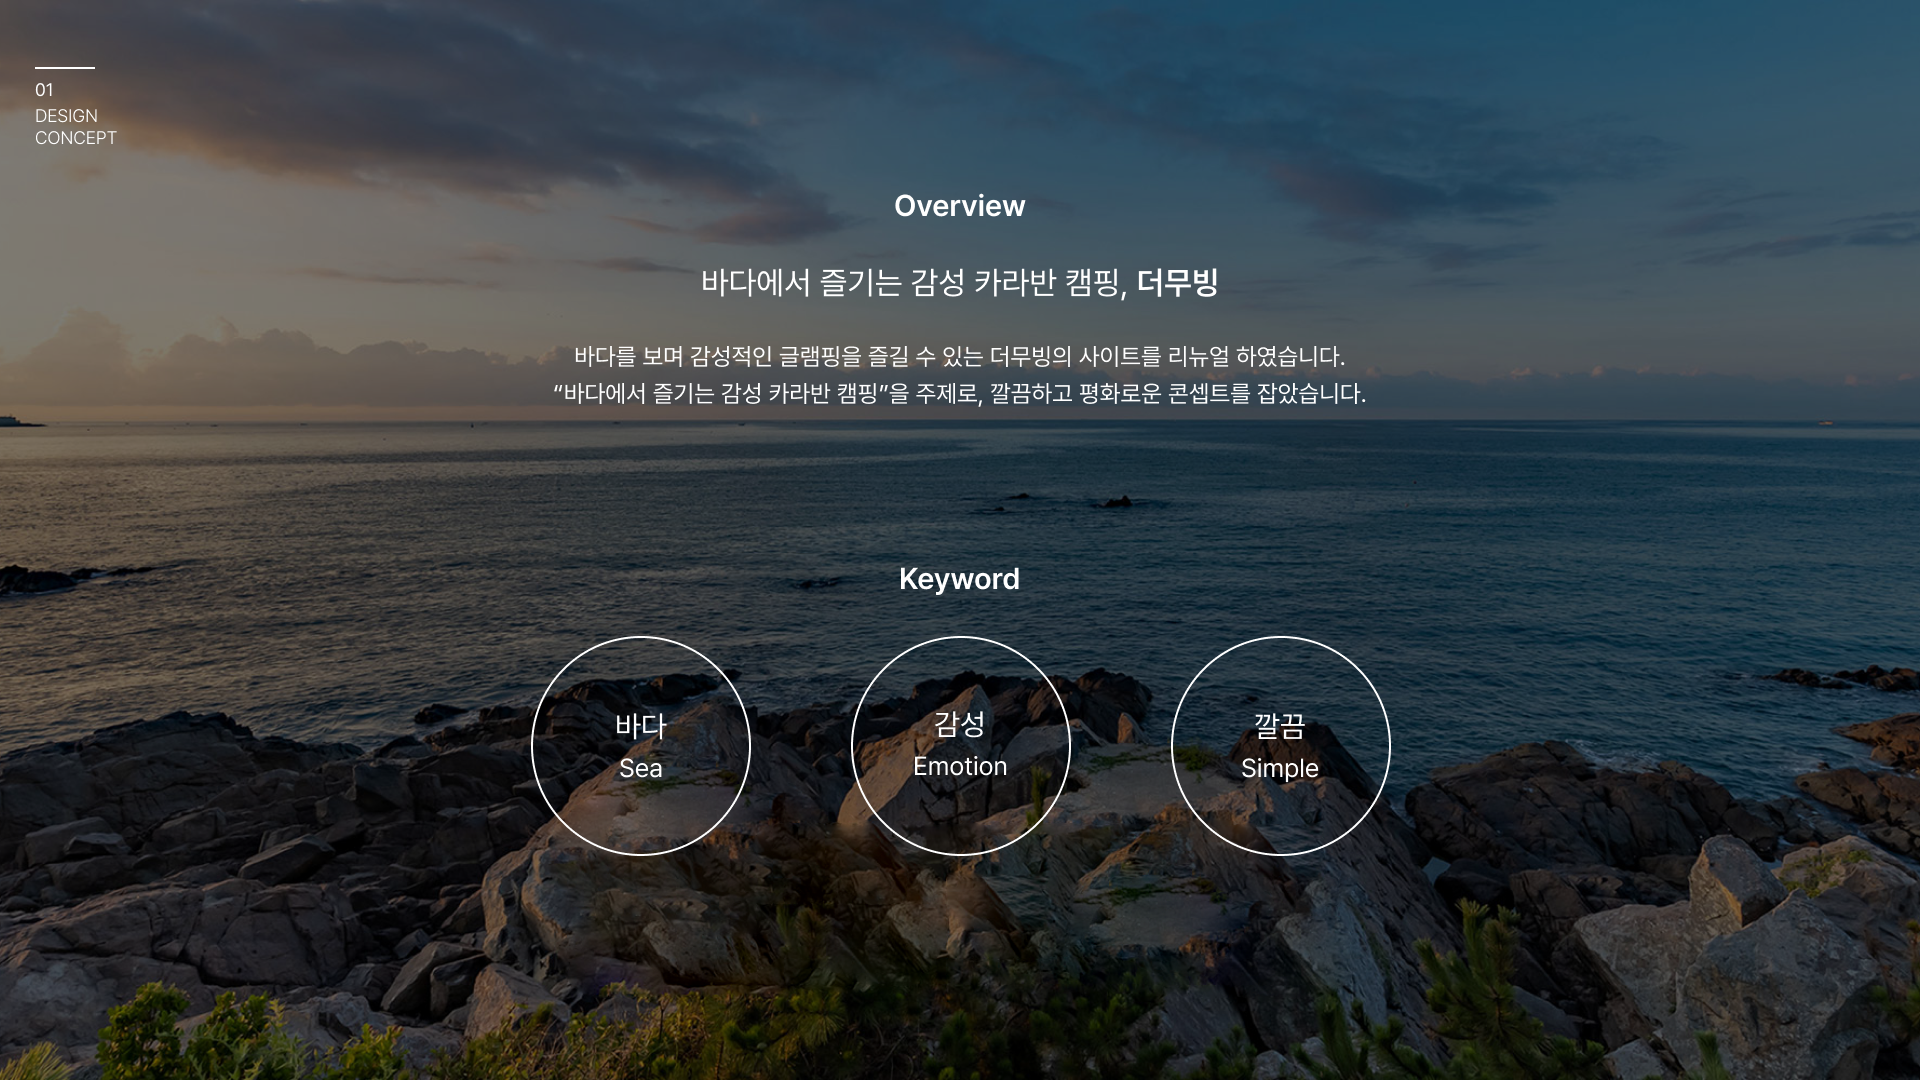 01
DESIGN
CONCEPT
Overview
바다에서 즐기는 감성 카라반 캠핑, 더무빙
바다를 보며 감성적인 글램핑을 즐길 수 있는 더무빙의 사이트를 리뉴얼 하였습니다.
“바다에서 즐기는 감성 카라반 캠핑”을 주제로, 깔끔하고 평화로운 콘셉트를 잡았습니다.
Keyword
바다
Sea
감성
Emotion
깔끔
Simple